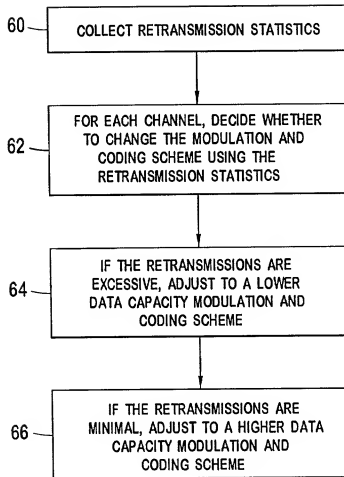 60
COLLECT RETRANSMISSION STATISTICS
FOR EACH CHANNEL, DECIDE WHETHER
TO CHANGE THE MODULATION AND
62
CODING SCHEME USING THE
RETRANSMISSION STATISTICS
IF THE RETRANSMISSIONS ARE
EXCESSIVE, ADJUST TO A LOWER
64
DATA CAPACITY MODULATION AND
CODING SCHEME
IF THE RETRANSMISSIONS ARE
MINIMAL, ADJUST TO A HIGHER DATA
66
CAPACITY MODULATION AND
CODING SCHEME